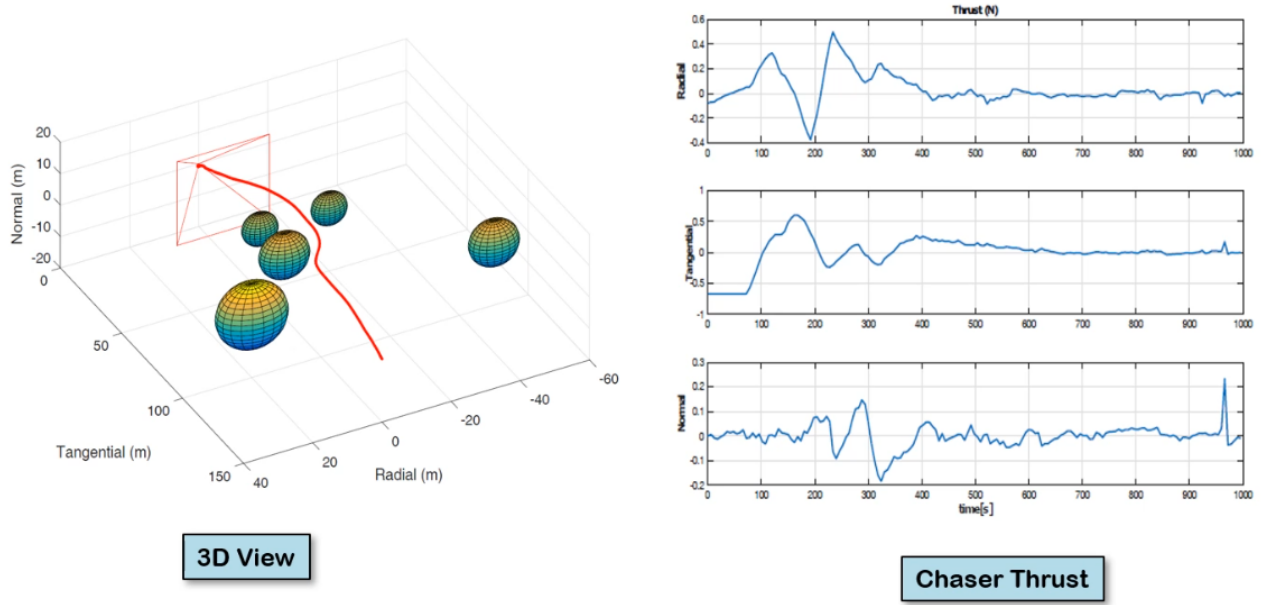 20
10
0
-10
-20
Normal (m)
0
50
100
150
Tangential (m)
40
20
0
-20
-40
-60
Radial (m)
3D View
Thrust (N)
0.6
0.4
0.2
0
-0.2
-0.4
Radial
0 100 200 300 400 500 600 700 800 900 1000
1
0.5
0
-0.5
-1
Tangential
0 100 200 300 400 500 600 700 800 900 1000
0.3
0.2
0.1
0
-0.1
-0.2
Normal
0 100 200 300 400 500 600 700 800 900 1000
time[s]
Chaser Thrust